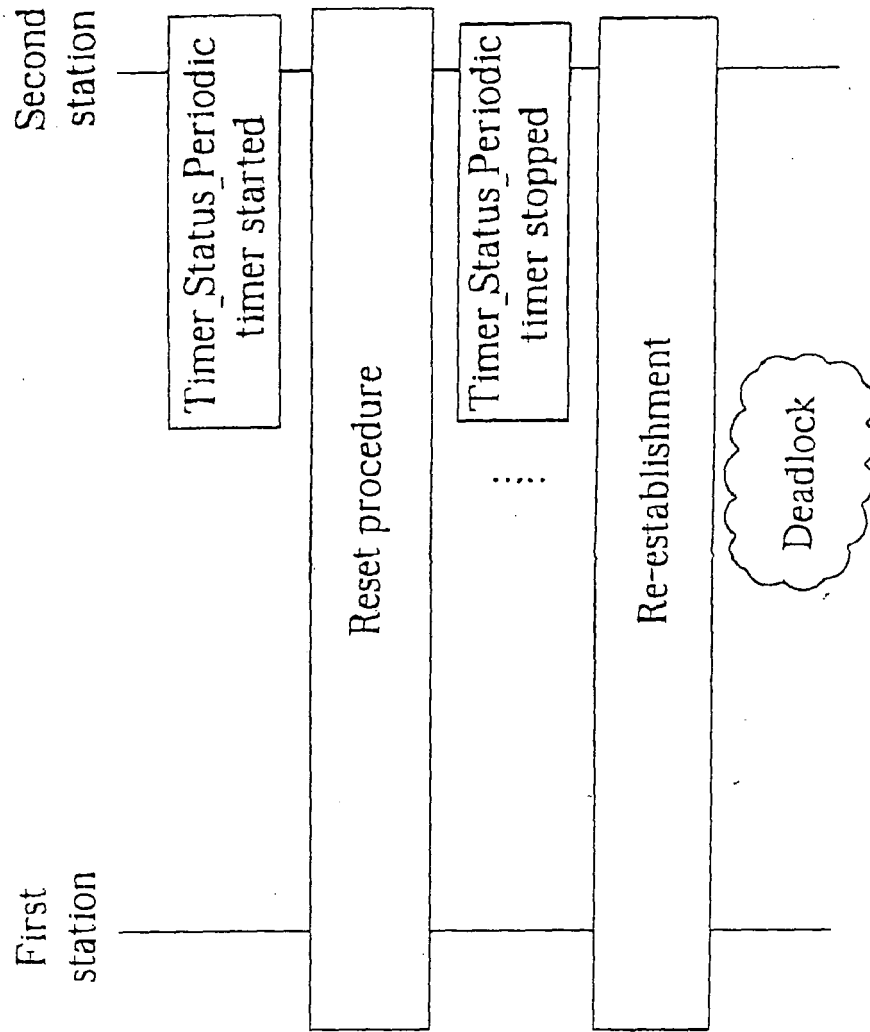 First
station
Second
station
Timer_Status_Periodic
timer started
Reset procedure
Timer_Status_Periodic
timer stopped
.....
Re-establishment
Deadlock